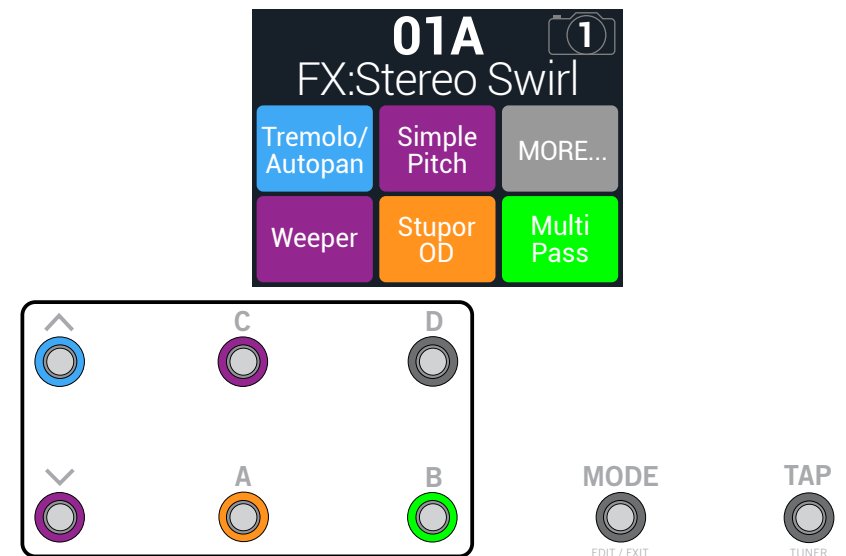 01A
1
FX:Stereo Swirl
Tremolo/
Autopan
Simple
Pitch
MORE...
Weeper
Stupor
OD
Multi
Pass
C
D
A
B
MODE
TAP
EDIT / EXIT
TUNER